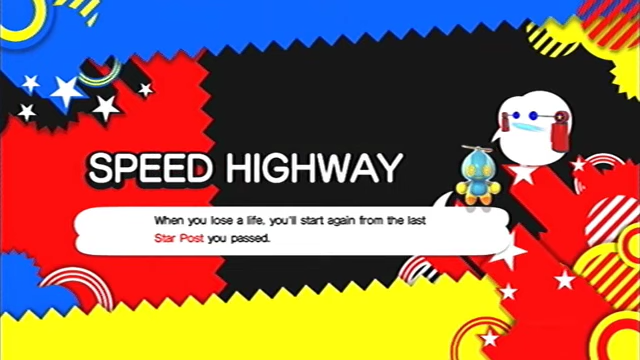 SPEED HIGHWAY
When you lose a life, you'll start again from the last
Star Post you passed.